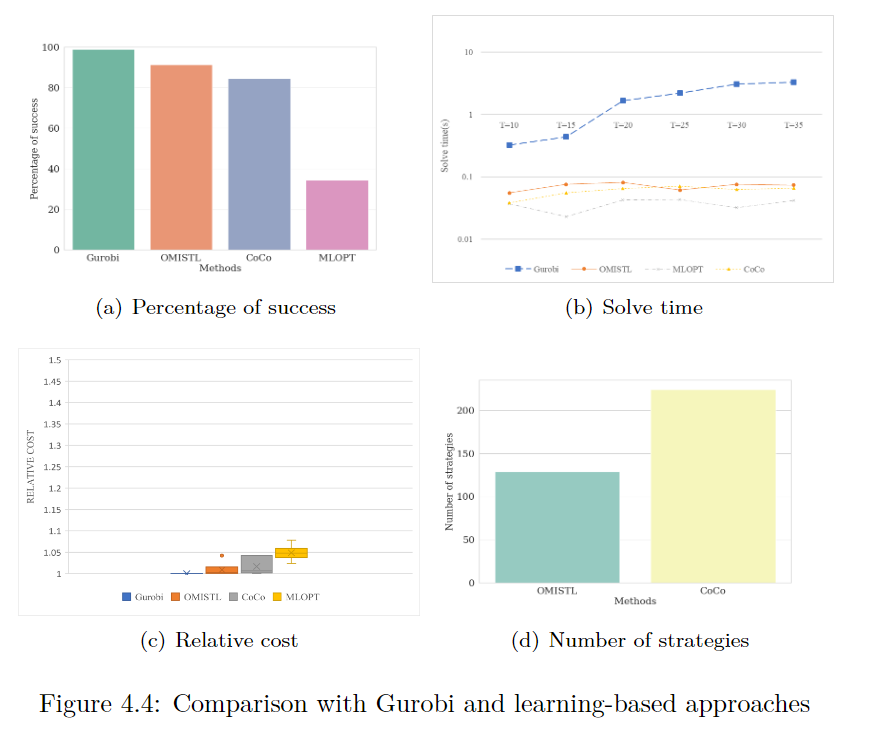 100
80
60
40
20
0
Percentage of success
Gurobi OMISTL CoCo MLOPT
Methods
(a) Percentage of success
10
1
0.1
0.01
Solve time(s)
T=10 T=15 T=20 T=25 T=30 T=35
Gurobi OMISTL MLOPT CoCo
(b) Solve time
1.5
1.45
1.4
1.35
1.3
1.25
1.2
1.15
1.1
1.05
1
RELATIVE COST
Gurobi OMISTL CoCo MLOPT
(c) Relative cost
200
150
100
50
0
Number of strategies
OMISTL CoCo
Methods
(d) Number of strategies
Figure 4.4: Comparison with Gurobi and learning-based approaches